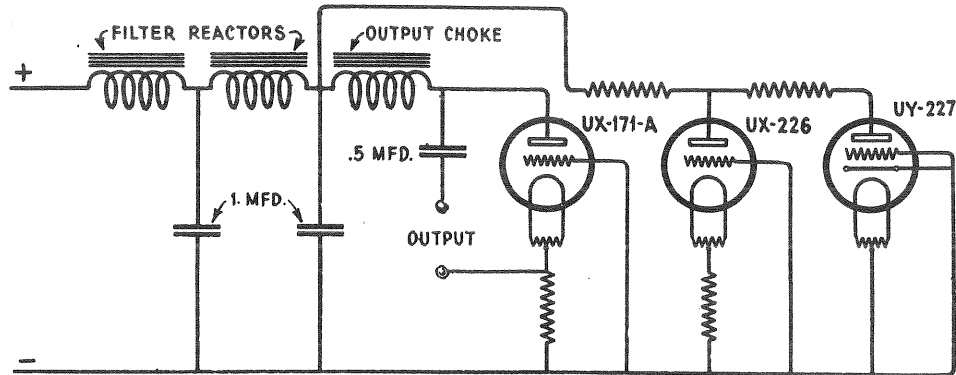 FILTER REACTORS
OUTPUT CHOKE
+
UY-227
UX-171-A
UX-226
.5 MFD.
1. MFD.
OUTPUT
−